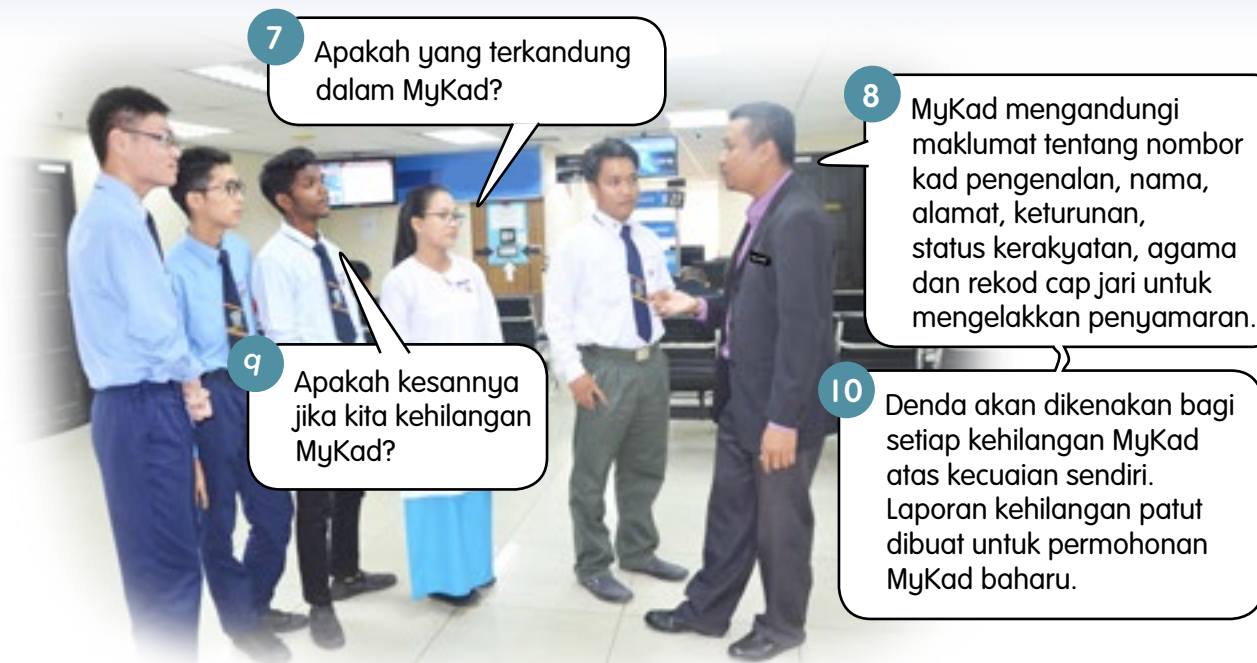 7
Apakah yang terkandung
dalam MyKad?
8
MyKad mengandungi
maklumat tentang nombor
kad pengenalan, nama,
alamat, keturunan,
status kerakyatan, agama
dan rekod cap jari untuk
mengelakkan penyamaran.
9
Apakah kesannya
jika kita kehilangan
MyKad?
10
Denda akan dikenakan bagi
setiap kehilangan MyKad
atas kecuaian sendiri.
Laporan kehilangan patut
dibuat untuk permohonan
MyKad baharu.